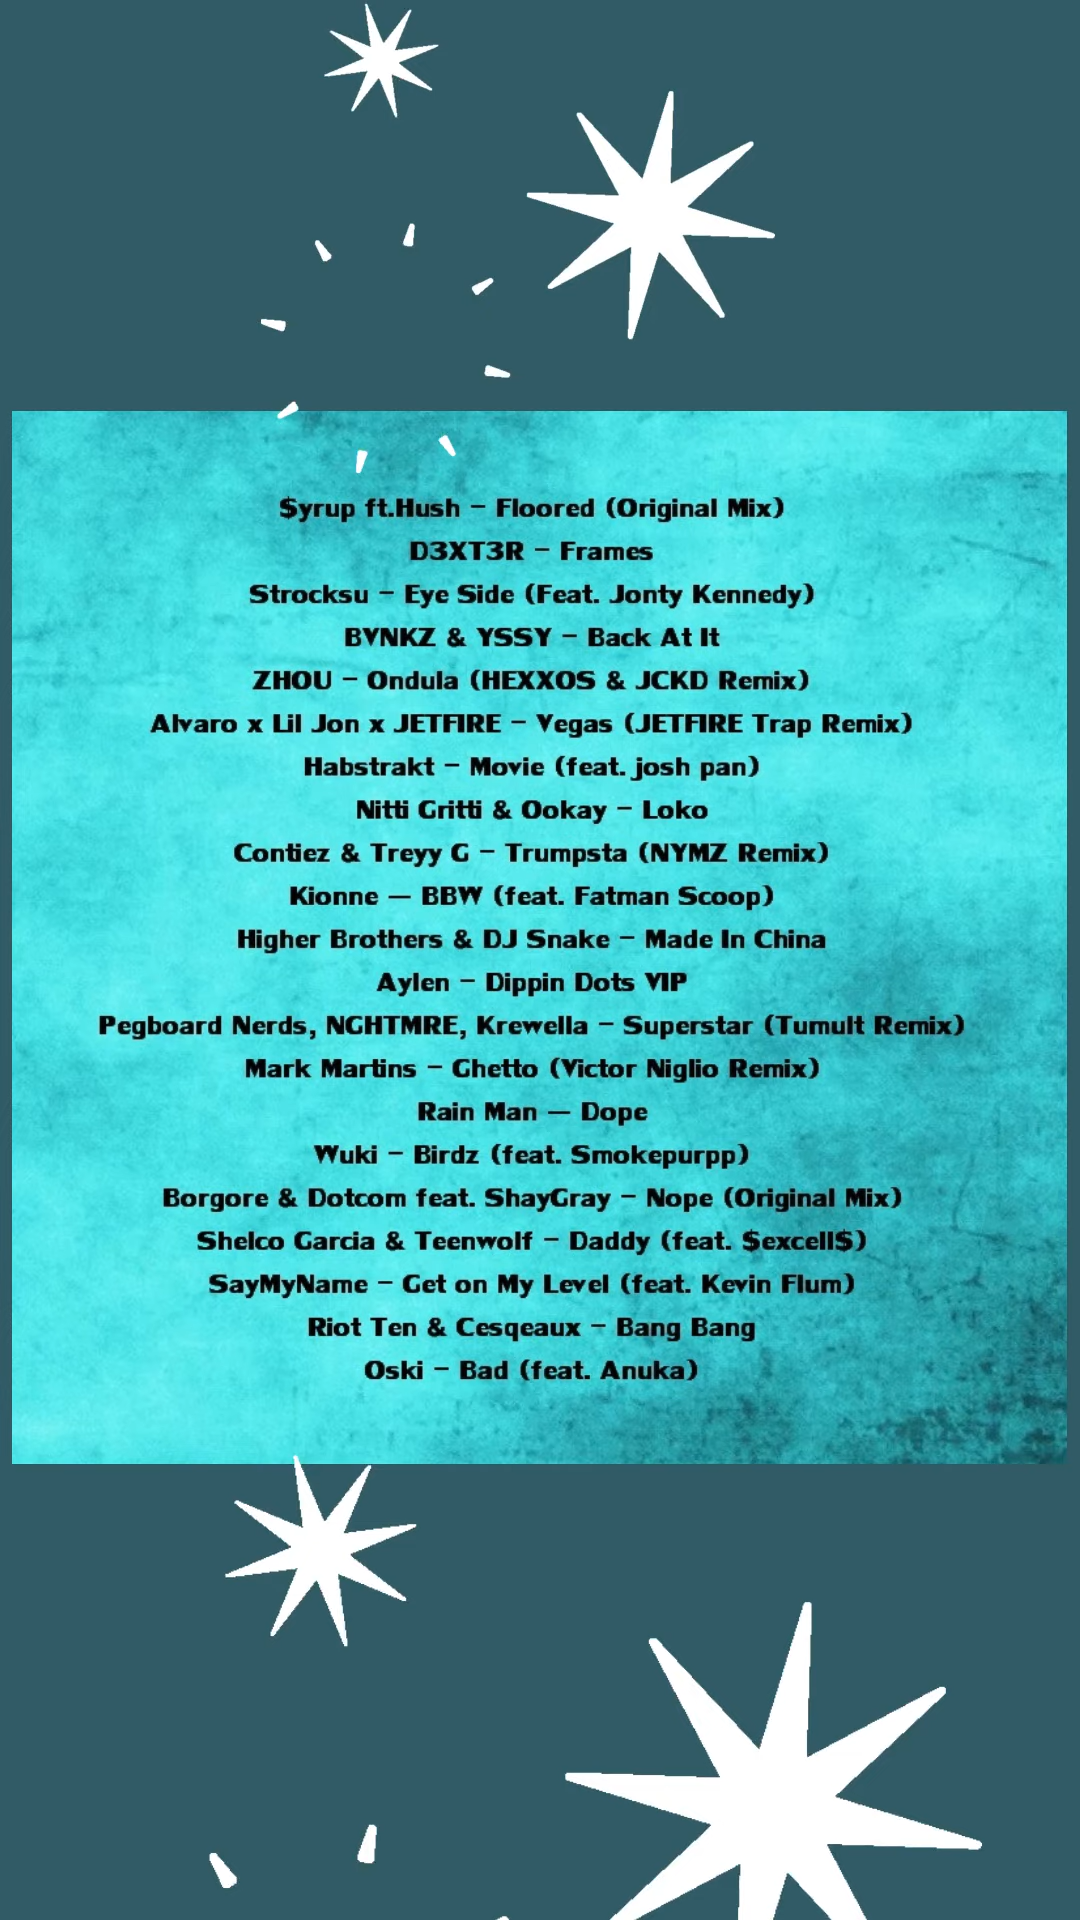 $yrup ft.Hush – Floored (Original Mix)
D3XT3R – Frames
Strocksu – Eye Side (Feat. Jonty Kennedy)
BVNKZ & YSSY – Back At It
ZHOU – Ondula (HEXXOS & JCKD Remix)
Alvaro x Lil Jon x JETFIRE – Vegas (JETFIRE Trap Remix)
Habstrakt – Movie (feat. josh pan)
Nitti Gritti & Ookay – Loko
Contiez & Treyy G – Trumpsta (NYMZ Remix)
Kionne — BBW (feat. Fatman Scoop)
Higher Brothers & DJ Snake – Made In China
Aylen – Dippin Dots VIP
Pegboard Nerds, NGHTMRE, Krewella – Superstar (Tumult Remix)
Mark Martins – Ghetto (Victor Niglio Remix)
Rain Man — Dope
Wuki – Birdz (feat. Smokepurpp)
Borgore & Dotcom feat. ShayGray – Nope (Original Mix)
Shelco Garcia & Teenwolf – Daddy (feat. $excell$)
SayMyName – Get on My Level (feat. Kevin Flum)
Riot Ten & Cesqeaux – Bang Bang
Oski – Bad (feat. Anuka)